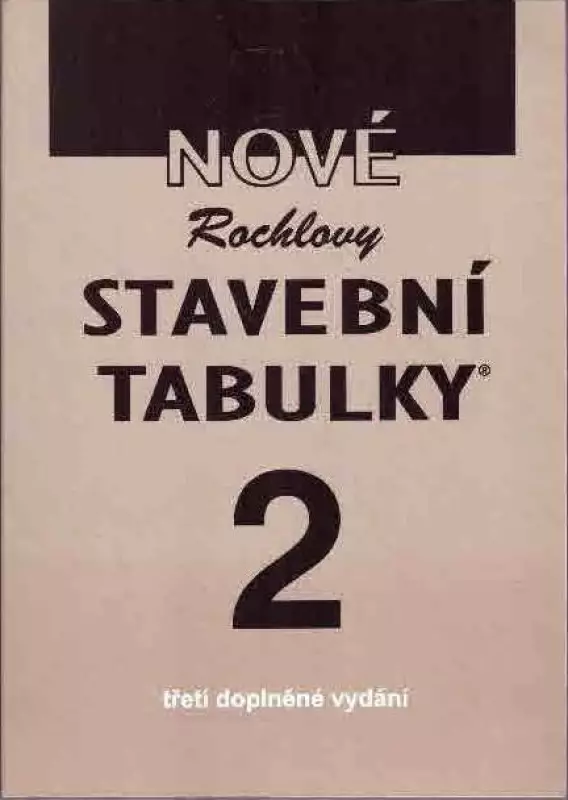 NOVÉ
Rochlovy
STAVEBNÍ
TABULKY®
2
třetí doplněné vydání